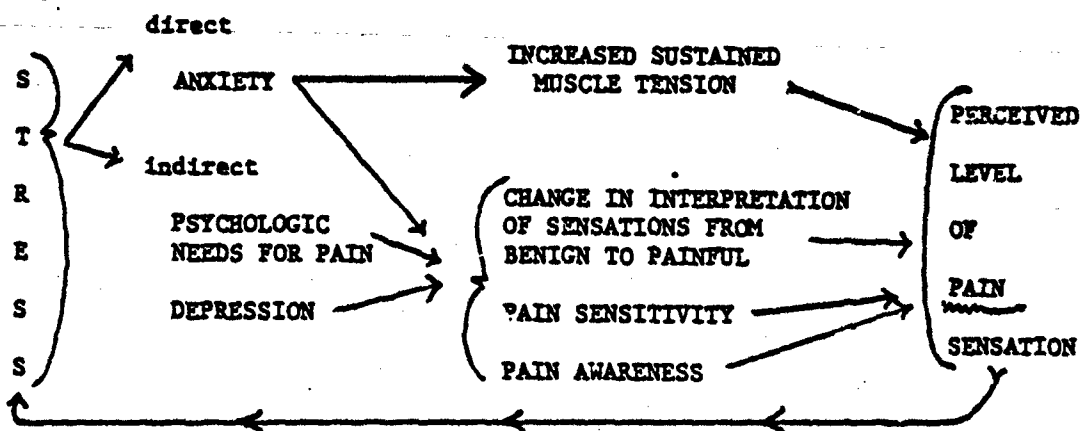 direct
ANXIETY
indirect
PSYCHOLOGIC
NEEDS FOR PAIN
DEPRESSION
S
T
R
E
S
S
INCREASED SUSTAINED
MUSCLE TENSION
CHANGE IN INTERPRETATION
OF SENSATIONS FROM
BENIGN TO PAINFUL
PAIN SENSITIVITY
PAIN AWARENESS
PERCEIVED
LEVEL
OF
PAIN
SENSATION